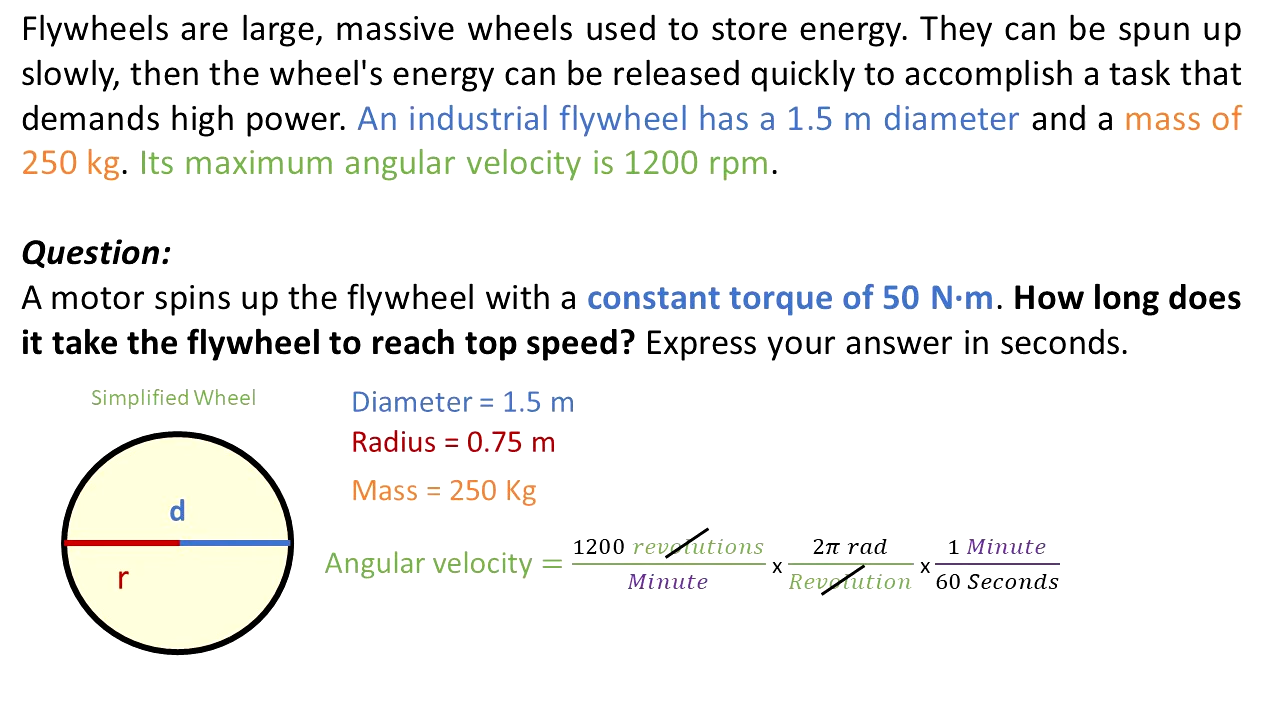 Flywheels are large, massive wheels used to store energy. They can be spun up
slowly, then the wheel's energy can be released quickly to accomplish a task that
demands high power. An industrial flywheel has a 1.5 m diameter and a mass of
250 kg. Its maximum angular velocity is 1200 rpm.
Question:
A motor spins up the flywheel with a constant torque of 50 N·m. How long does
it take the flywheel to reach top speed? Express your answer in seconds.
Simplified Wheel
d
r
Diameter = 1.5 m
Radius = 0.75 m
Mass = 250 Kg
Angular velocity = 1200 revolutions / Minute x 2π rad / Revolution x 1 Minute / 60 Seconds